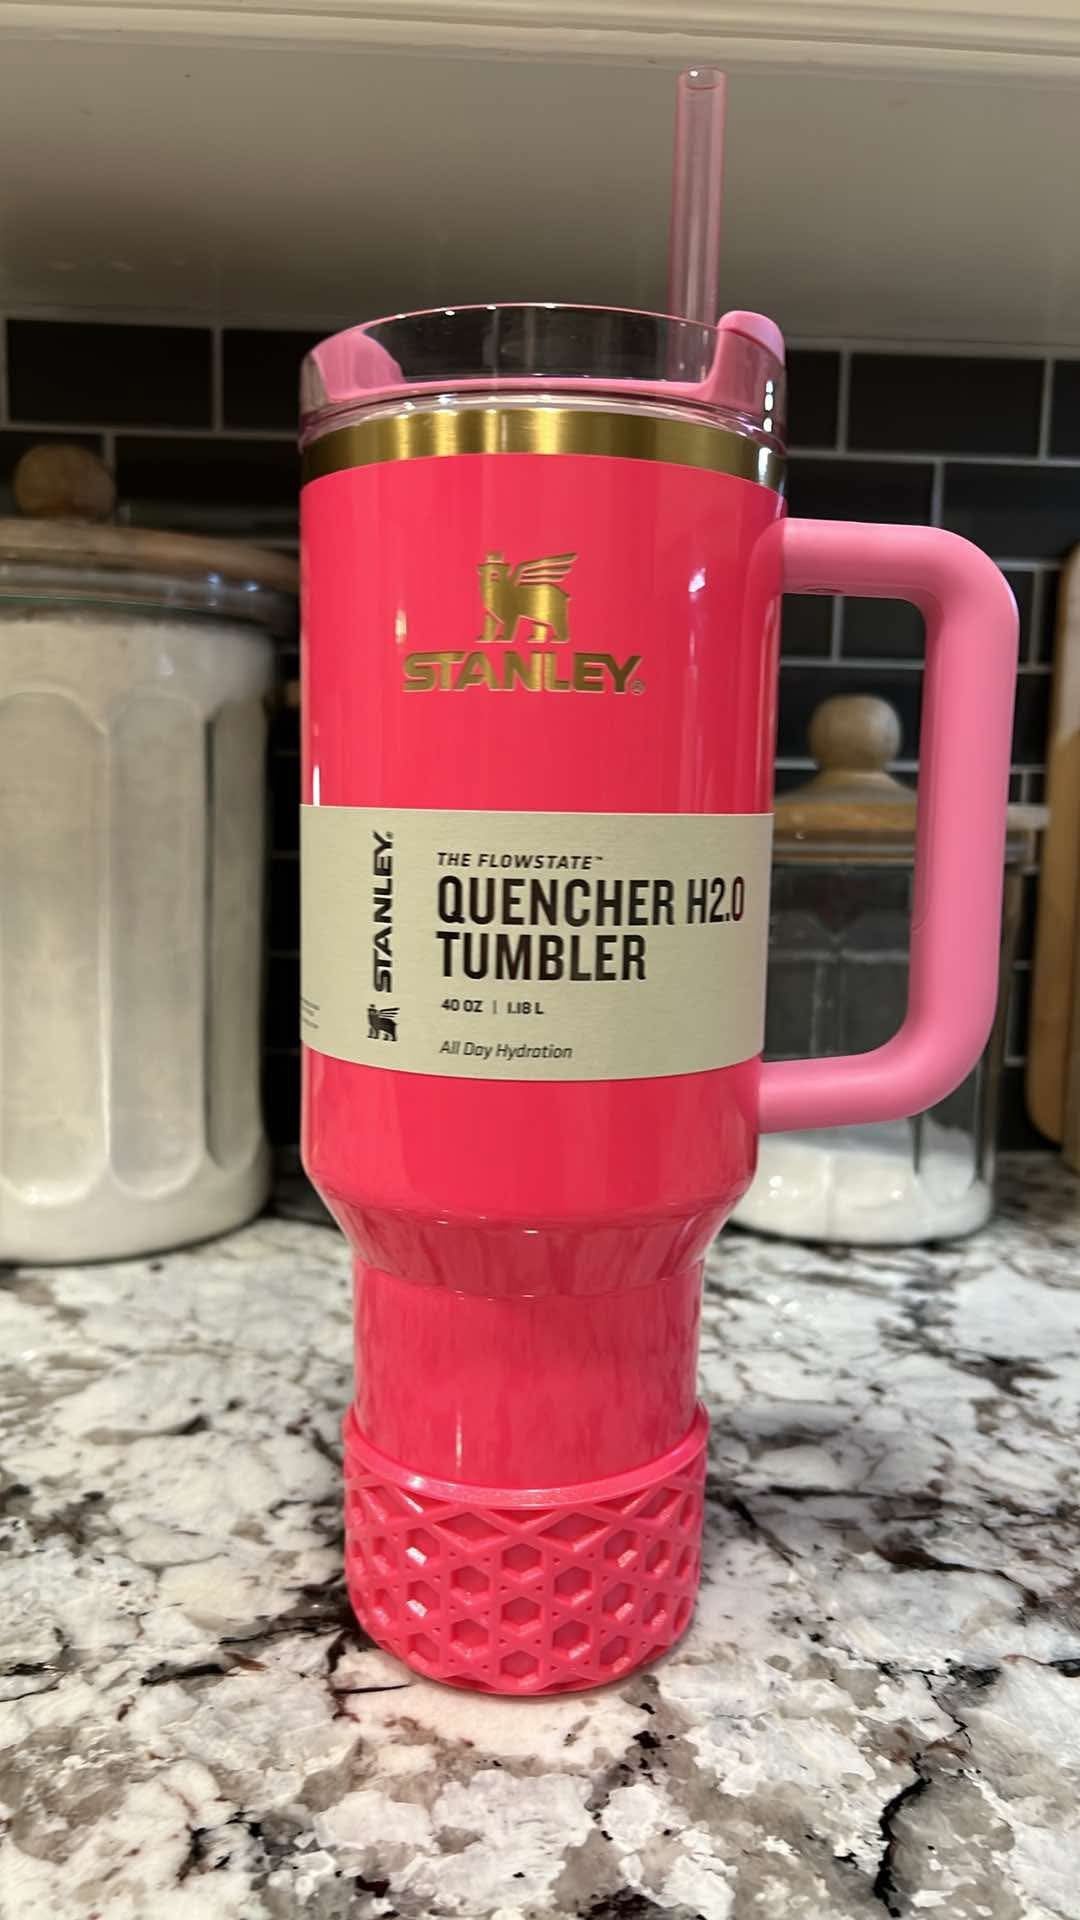 STANLEY®
STANLEY®
THE FLOWSTATE™
QUENCHER H2.0
TUMBLER
40 OZ | 1.18 L
All Day Hydration